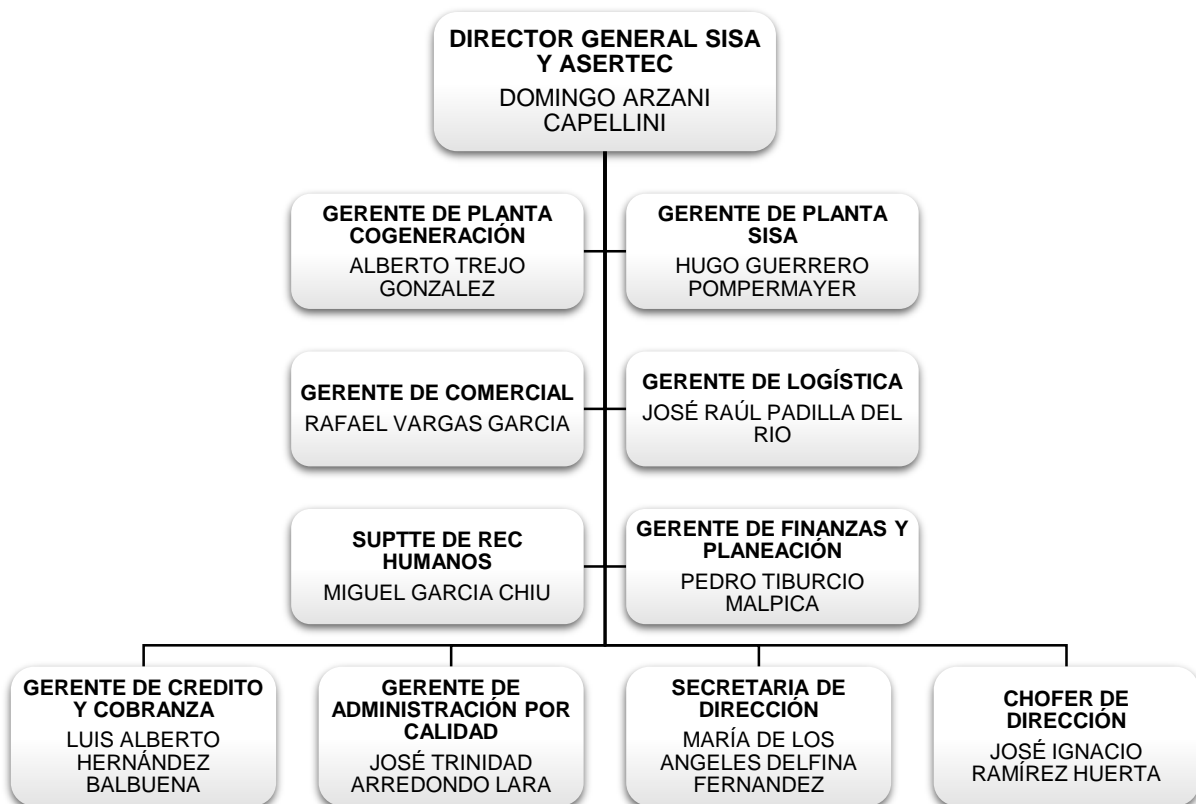 DIRECTOR GENERAL SISA
Y ASERTEC
DOMINGO ARZANI
CAPELLINI
GERENTE DE PLANTA
COGENERACIÓN
ALBERTO TREJO
GONZALEZ
GERENTE DE PLANTA
SISA
HUGO GUERRERO
POMPERMAYER
GERENTE DE COMERCIAL
RAFAEL VARGAS GARCIA
GERENTE DE LOGÍSTICA
JOSÉ RAÚL PADILLA DEL
RIO
SUPTTE DE REC
HUMANOS
MIGUEL GARCIA CHIU
GERENTE DE FINANZAS Y
PLANEACIÓN
PEDRO TIBURCIO
MALPICA
GERENTE DE CREDITO
Y COBRANZA
LUIS ALBERTO
HERNÁNDEZ
BALBUENA
GERENTE DE
ADMINISTRACIÓN POR
CALIDAD
JOSÉ TRINIDAD
ARREDONDO LARA
SECRETARIA DE
DIRECCIÓN
MARÍA DE LOS
ANGELES DELFINA
FERNANDEZ
CHOFER DE
DIRECCIÓN
JOSÉ IGNACIO
RAMÍREZ HUERTA